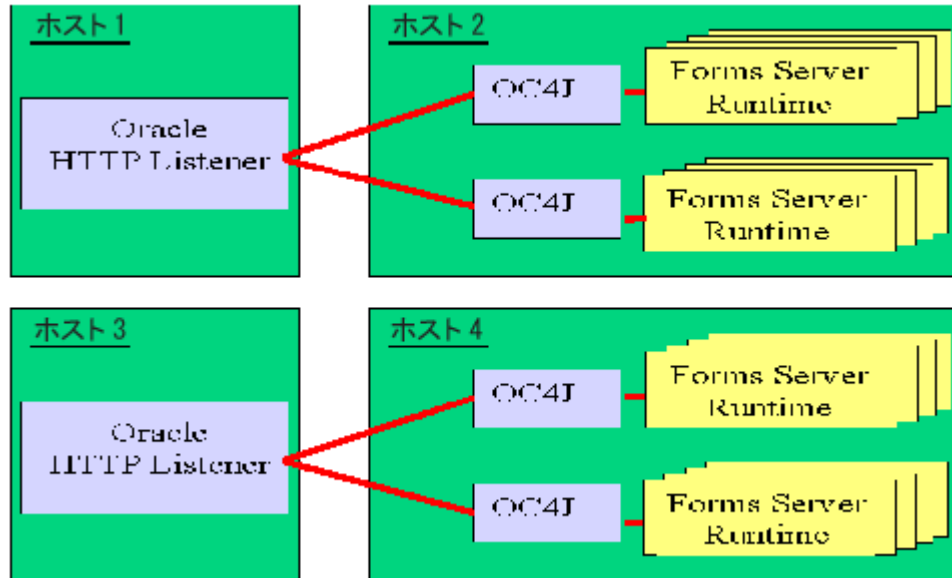 ホスト1
Oracle
HTTP Listener
ホスト2
OC4J
Forms Server
Runtime
OC4J
Forms Server
Runtime
ホスト3
Oracle
HTTP Listener
ホスト4
OC4J
Forms Server
Runtime
OC4J
Forms Server
Runtime